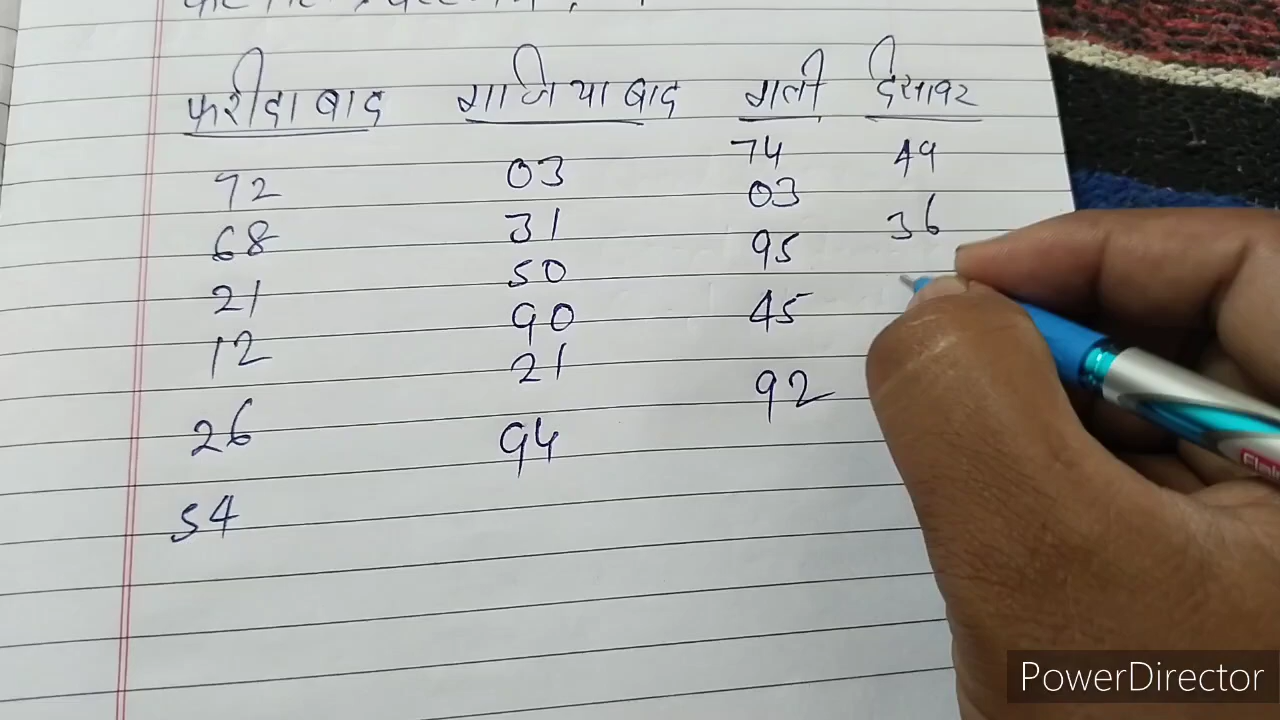 फरीदाबाद गाजियाबाद गली दिसावर
92 03 74 49
68 31 03 36
21 50 95
12 90 45
26 21 92
54 94
PowerDirector